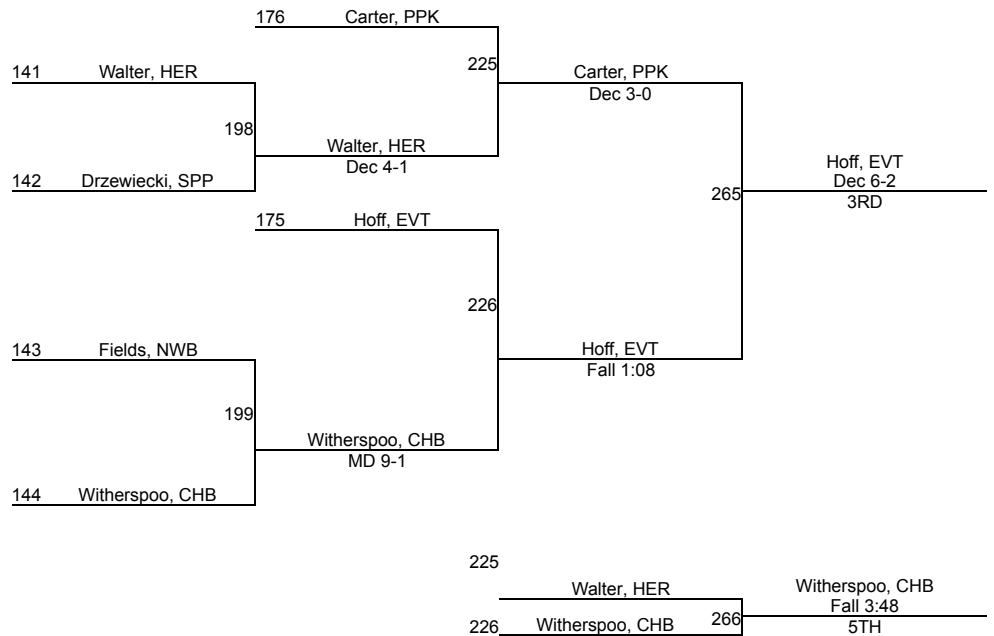 176 Carter, PPK
141 Walter, HER
225
Carter, PPK
Dec 3-0
198
Walter, HER
Dec 4-1
142 Drzewiecki, SPP
265
Hoff, EVT
Dec 6-2
3RD
175 Hoff, EVT
226
143 Fields, NWB
Hoff, EVT
Fall 1:08
199
Witherspoo, CHB
MD 9-1
144 Witherspoo, CHB
225
Walter, HER
226 Witherspoo, CHB
266
Witherspoo, CHB
Fall 3:48
5TH